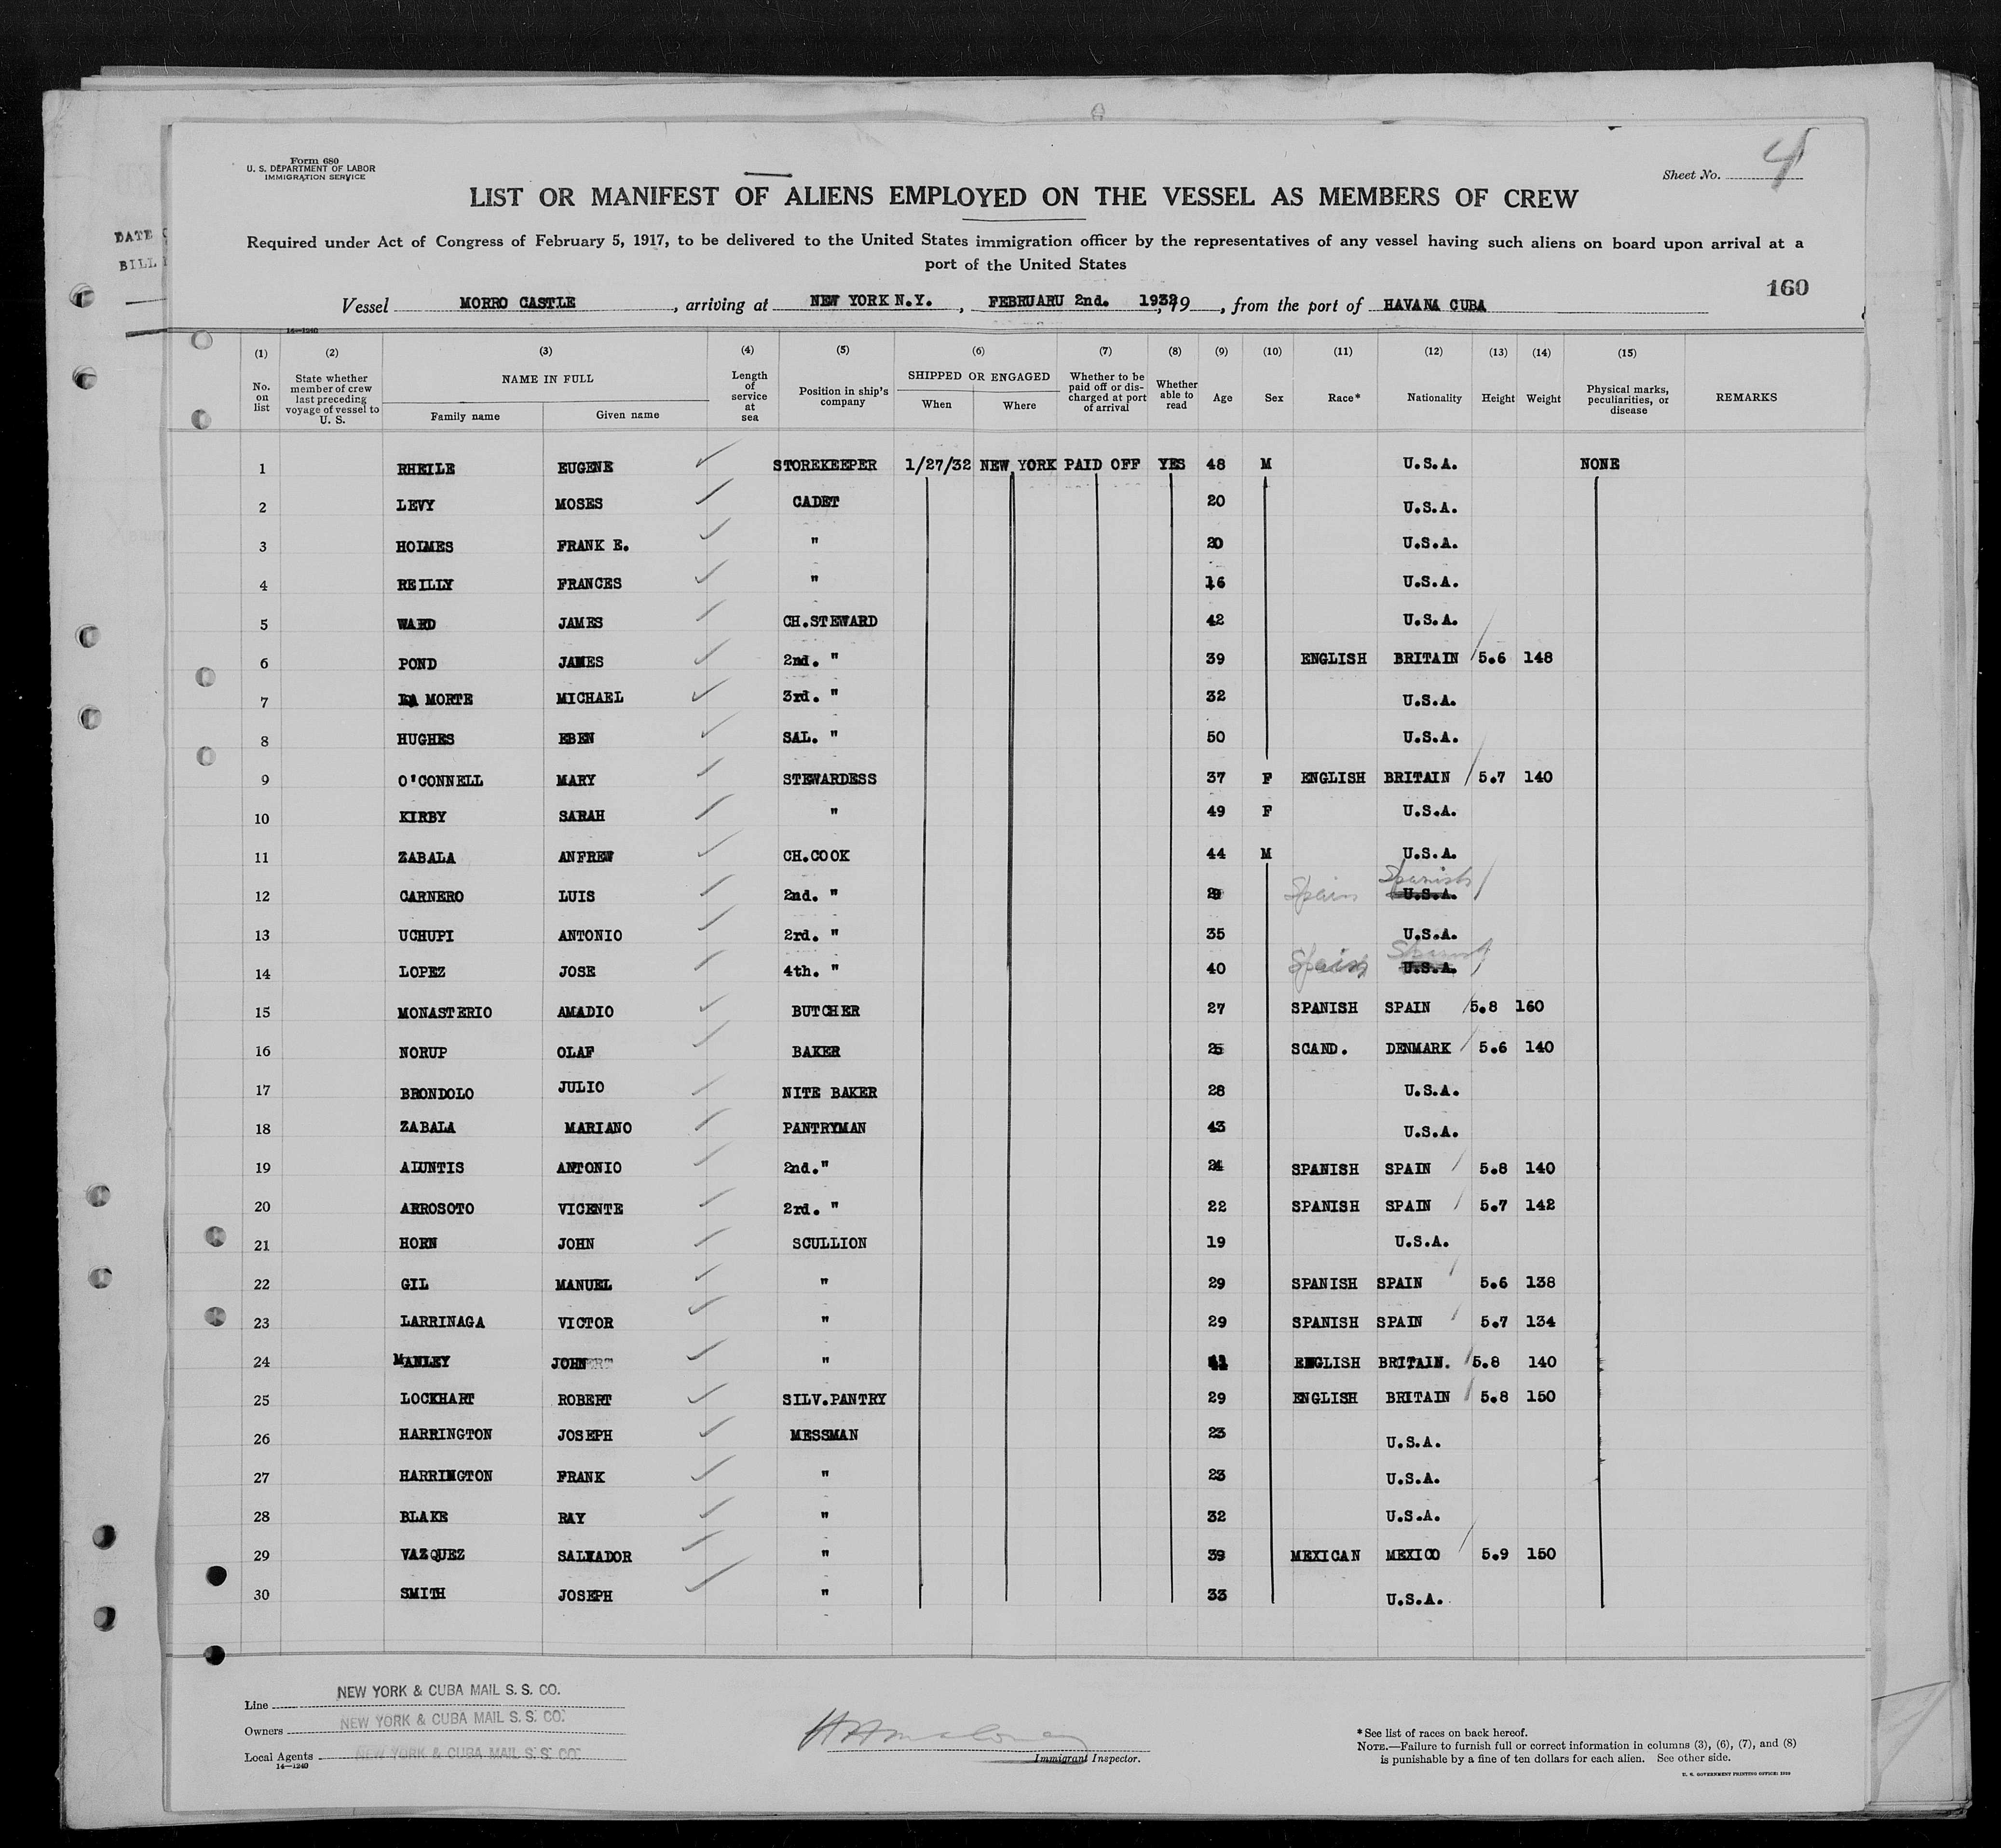 Form 680
U. S. DEPARTMENT OF LABOR
IMMIGRATION SERVICE
Sheet No. 4
LIST OR MANIFEST OF ALIENS EMPLOYED ON THE VESSEL AS MEMBERS OF CREW
DATE
BILL
Required under Act of Congress of February 5, 1917, to be delivered to the United States immigration officer by the representatives of any vessel having such aliens on board upon arrival at a
port of the United States
160
Vessel MORRO CASTLE, arriving at NEW YORK N.Y., FEBRUARU 2nd. 1932, 19, from the port of HAVANA CUBA
14—1240
(1) (2) (3) (4) (5) (6) (7) (8) (9) (10) (11) (12) (13) (14) (15)
No. on list
State whether member of crew last preceding voyage of vessel to U. S.
NAME IN FULL
Family name
Given name
Length of service at sea
Position in ship's company
SHIPPED OR ENGAGED
When
Where
Whether to be paid off or discharged at port of arrival
Whether able to read
Age
Sex
Race*
Nationality
Height
Weight
Physical marks, peculiarities, or disease
REMARKS
1 RHEILE EUGENE STOREKEEPER 1/27/32 NEW YORK PAID OFF YES 48 M U.S.A. NONE
2 LEVY MOSES CADET 20 U.S.A.
3 HOLMES FRANK E. " 20 U.S.A.
4 REILLY FRANCES " 16 U.S.A.
5 WARD JAMES CH.STEWARD 42 U.S.A.
6 POND JAMES 2nd. " 39 ENGLISH BRITAIN 5.6 148
7 LA MORTE MICHAEL 3rd. " 32 U.S.A.
8 HUGHES EBEN SAL. " 50 U.S.A.
9 O'CONNELL MARY STEWARDESS 37 F ENGLISH BRITAIN 5.7 140
10 KIRBY SARAH " 49 F U.S.A.
11 ZABALA ANFREW CH.COOK 44 M U.S.A.
12 CARNERO LUIS 2nd. " Spain Spanish U.S.A.
13 UCHUPI ANTONIO 2rd. " 35 U.S.A.
14 LOPEZ JOSE 4th. " 40 U.S.A.
15 MONASTERIO AMADIO BUTCHER 27 SPANISH SPAIN 5.8 160
16 NORUP OLAF BAKER 25 SCAND. DENMARK 5.6 140
17 BRONDOLO JULIO NITE BAKER 28 U.S.A.
18 ZABALA MARIANO PANTRYMAN 43 U.S.A.
19 ALUNTIS ANTONIO 2nd." 24 SPANISH SPAIN 5.8 140
20 ARROSOTO VICENTE 2rd. " 22 SPANISH SPAIN 5.7 142
21 HORN JOHN SCULLION 19 U.S.A.
22 GIL MANUEL " 29 SPANISH SPAIN 5.6 138
23 LARRINAGA VICTOR " 29 SPANISH SPAIN 5.7 134
24 MANLEY JOHN " 41 ENGLISH BRITAIN. 5.8 140
25 LOCKHART ROBERT SILV.PANTRY 29 ENGLISH BRITAIN 5.8 150
26 HARRINGTON JOSEPH MESSMAN 23 U.S.A.
27 HARRINGTON FRANK " 23 U.S.A.
28 BLAKE RAY " 32 U.S.A.
29 VAZQUEZ SALVADOR " 39 MEXICAN MEXICO 5.9 150
30 SMITH JOSEPH " 33 U.S.A.
Line NEW YORK & CUBA MAIL S. S. CO.
Owners NEW YORK & CUBA MAIL S. S. CO.
Local Agents NEW YORK & CUBA MAIL S. S. CO.
14—1240
Immigrant Inspector.
*See list of races on back hereof.
NOTE.—Failure to furnish full or correct information in columns (3), (6), (7), and (8)
is punishable by a fine of ten dollars for each alien. See other side.